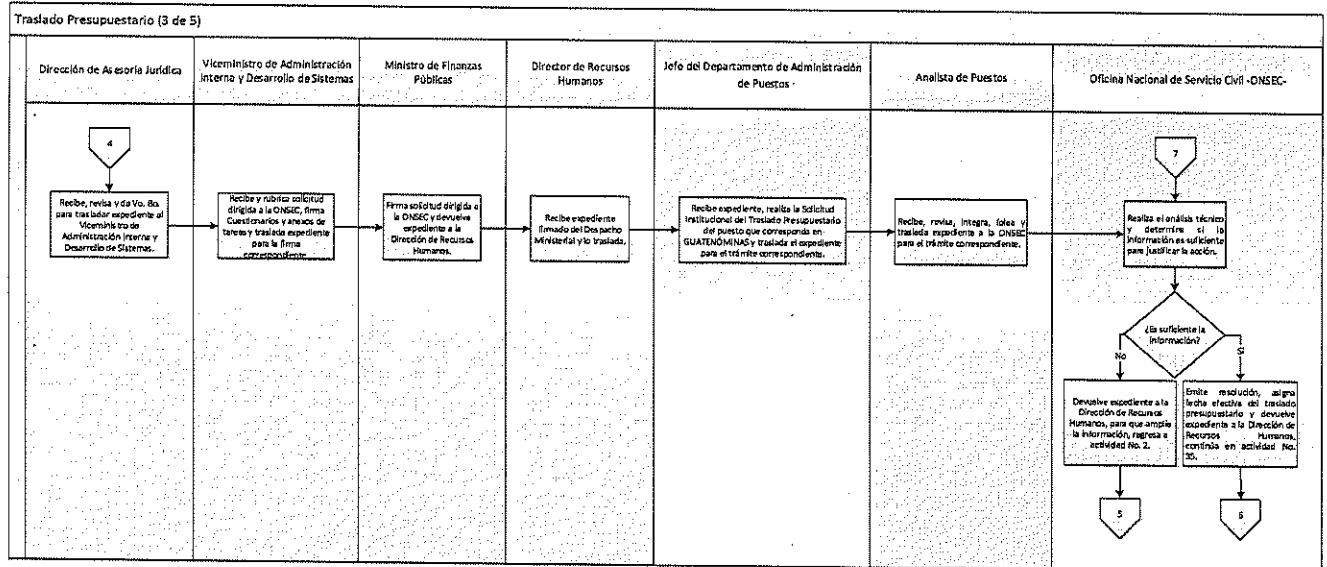 Traslado Presupuestario (3 de 5)
Dirección de Asesoría Jurídica
Viceministro de Administración
Interna y Desarrollo de Sistemas
Ministro de Finanzas
Públicas
Director de Recursos
Humanos
Jefe del Departamento de Administración
de Puestos -
Analista de Puestos
Oficina Nacional de Servicio Civil -ONSEC-
4
Recibe, revisa y da Vo. Bo.
para trasladar expediente al
Viceministro de
Administración Interna y
Desarrollo de Sistemas.
Recibe y rubrica solicitud
dirigida a la ONSEC, firma
Cuestionarios y anexos de
tareas y traslada expediente
para la firma
correspondiente
Firma solicitud dirigida a
la ONSEC y devuelve
expediente a la
Dirección de Recursos
Humanos.
Recibe expediente
firmado del Despacho
Ministerial y lo traslada.
Recibe expediente, realiza la Solicitud
Institucional del Traslado Presupuestario
del puesto que corresponda en
GUATENÓMINAS y traslada el expediente
para el trámite correspondiente.
Recibe, revisa, integra, folea y
traslada expediente a la ONSEC
para el trámite correspondiente.
7
Realiza el análisis técnico
y determina si la
información es suficiente
para justificar la acción.
¿Es suficiente la
información?
No
Sí
Devuelve expediente a la
Dirección de Recursos
Humanos, para que amplíe
la información, regresa a
actividad No. 2.
Emite resolución, asigna
fecha efectiva del traslado
presupuestario y devuelve
expediente a la Dirección de
Recursos Humanos,
continúa en actividad No.
35.
5
6